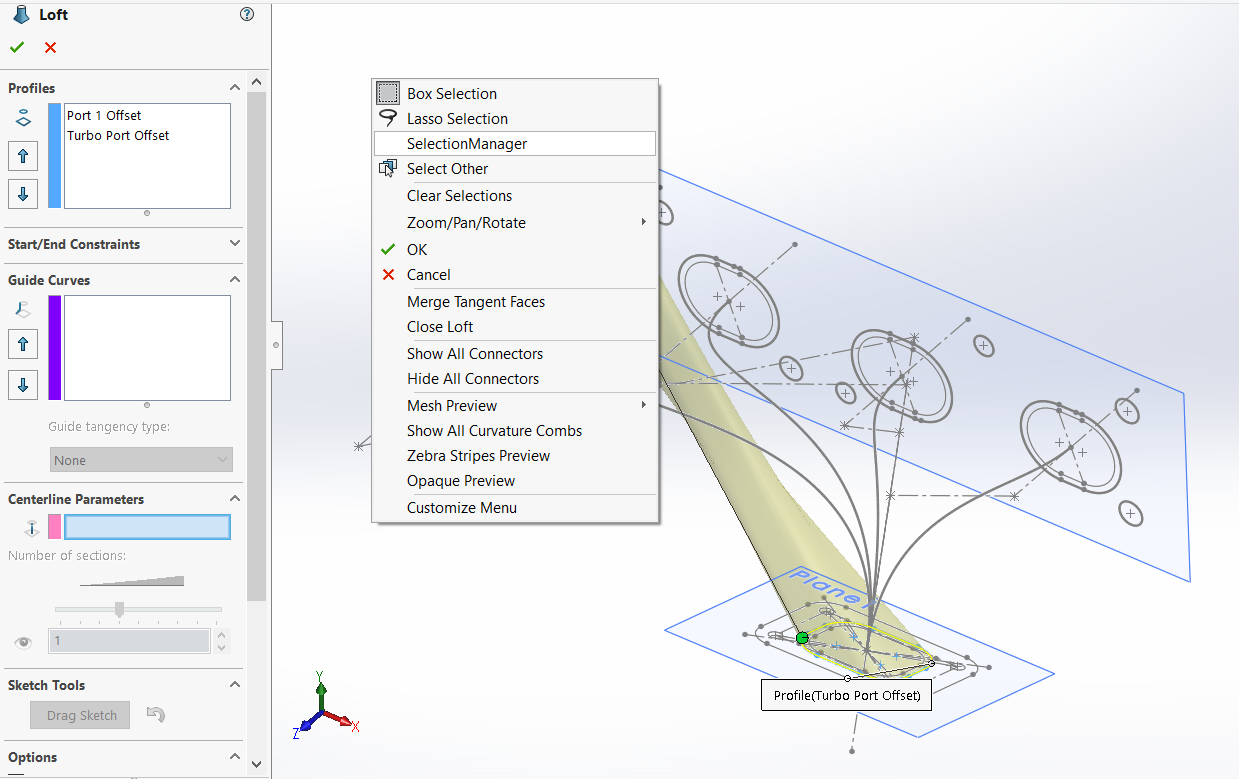 Loft
Profiles
Port 1 Offset
Turbo Port Offset
Start/End Constraints
Guide Curves
Guide tangency type:
None
Centerline Parameters
Number of sections:
1
Sketch Tools
Drag Sketch
Options
Box Selection
Lasso Selection
SelectionManager
Select Other
Clear Selections
Zoom/Pan/Rotate
OK
Cancel
Merge Tangent Faces
Close Loft
Show All Connectors
Hide All Connectors
Mesh Preview
Show All Curvature Combs
Zebra Stripes Preview
Opaque Preview
Customize Menu
Plane
Profile(Turbo Port Offset)
Y
X
Z